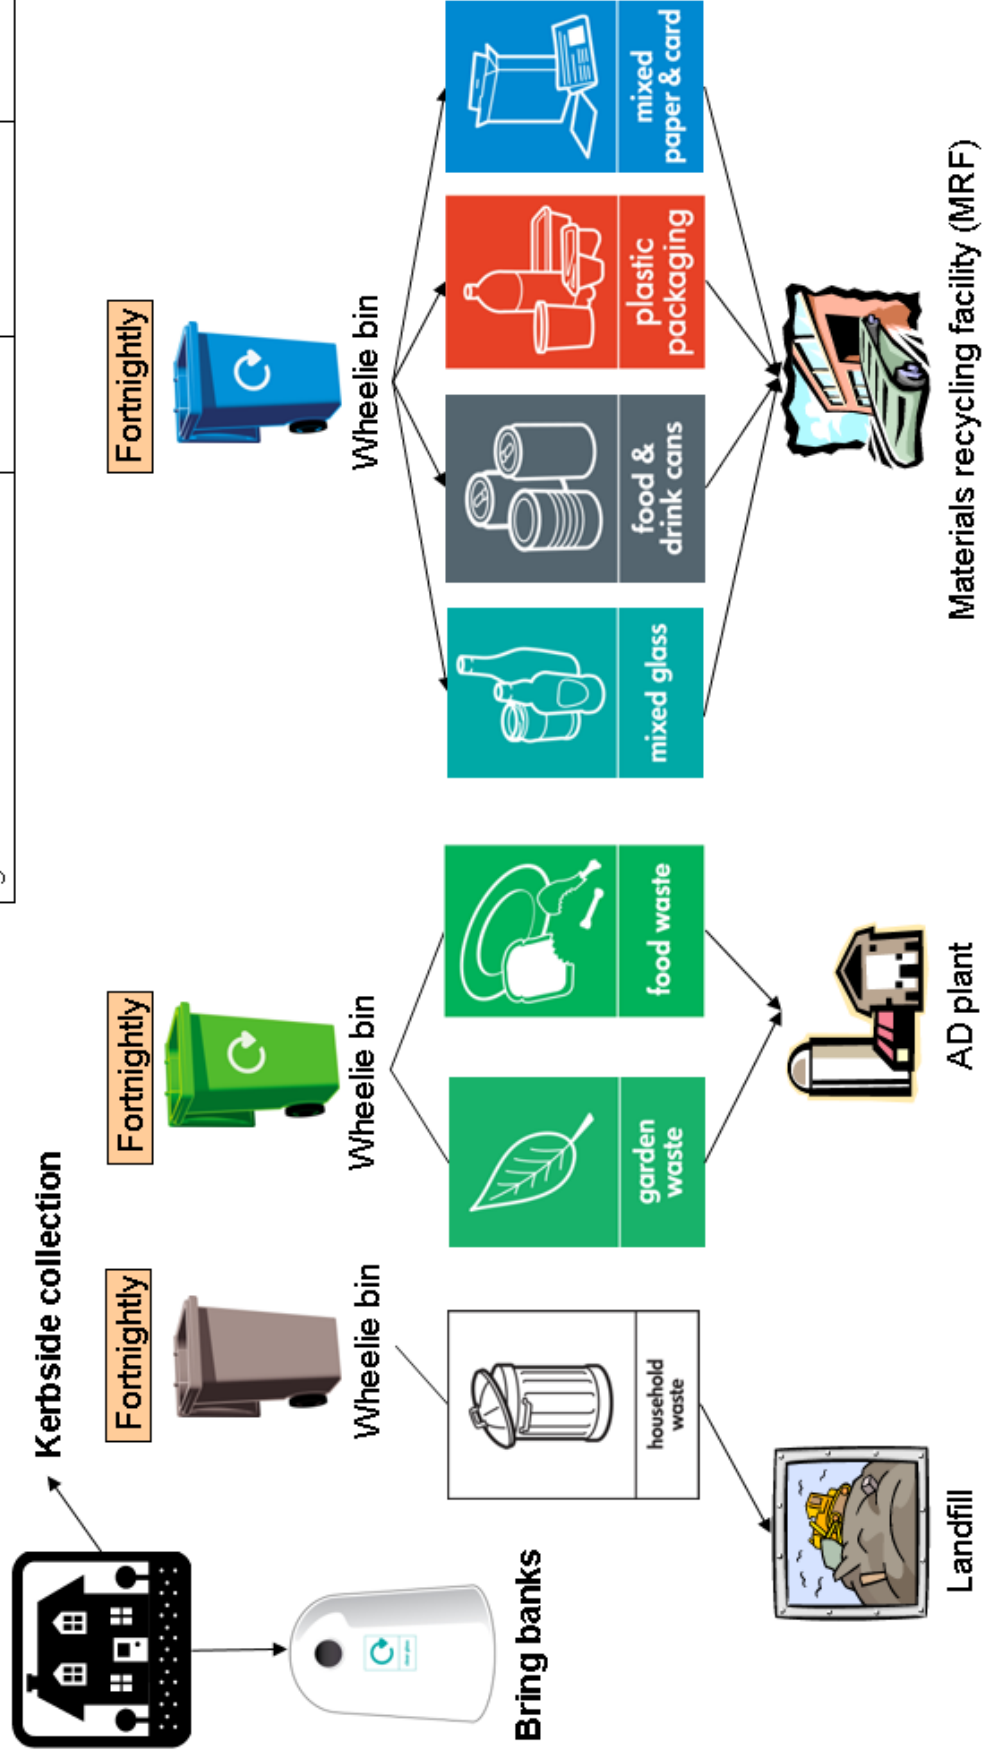 Kerbside collection
Bring banks
Fortnightly
Wheelie bin
household
waste
Landfill
Fortnightly
Wheelie bin
garden
waste
food waste
AD plant
Fortnightly
Wheelie bin
mixed glass
food &
drink cans
plastic
packaging
mixed
paper & card
Materials recycling facility (MRF)